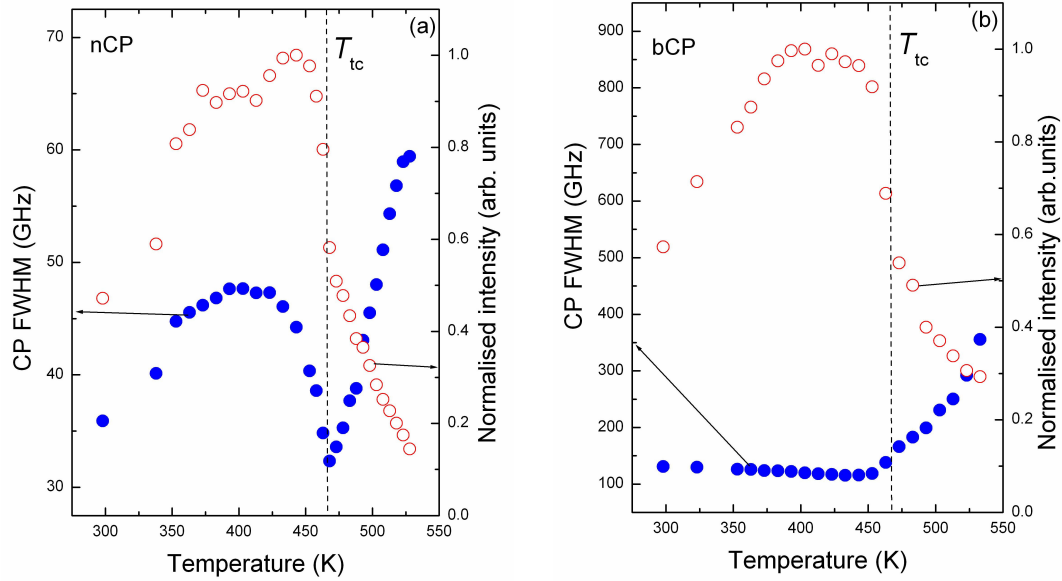 (a)
nCP
Ttc
70
60
50
40
30
CP FWHM (GHz)
1.0
0.8
0.6
0.4
0.2
0.0
Normalised intensity (arb. units)
300 350 400 450 500 550
Temperature (K)
(b)
bCP
Ttc
900
800
700
600
500
400
300
200
100
CP FWHM (GHz)
1.0
0.8
0.6
0.4
0.2
0.0
Normalised intensity (arb.units)
300 350 400 450 500 550
Temperature (K)